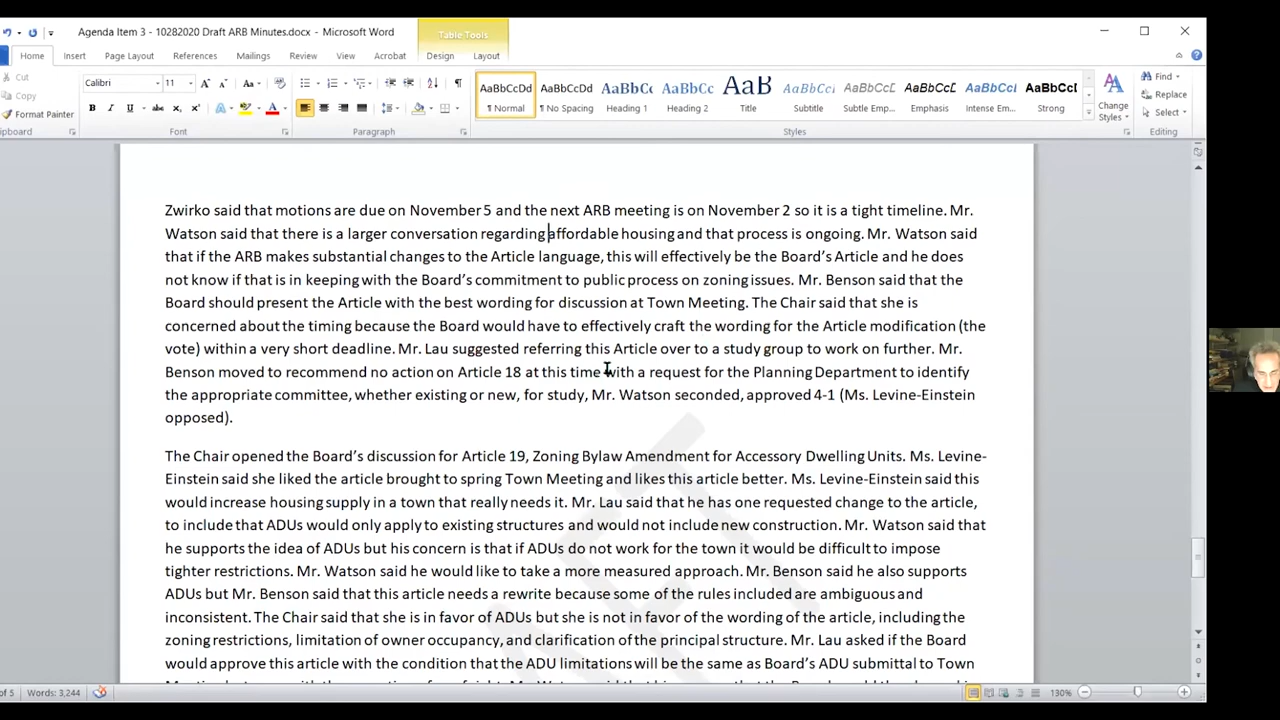 Agenda Item 3 - 10282020 Draft ARB Minutes.docx - Microsoft Word
Table Tools
Home Insert Page Layout References Mailings Review View Acrobat Design Layout
Cut
Copy
Format Painter
Calibri 11
AaBbCcDd AaBbCcDd AaBbCc AaBbCc AaB AaBbCcI AaBbCcDd AaBbCcDd AaBbCcI AaBbCcDd
¶ Normal ¶ No Spacing Heading 1 Heading 2 Title Subtitle Subtle Emp... Emphasis Intense Em... Strong
Change
Styles
Find
Replace
Select
lipboard Font Paragraph Styles Editing
Zwirko said that motions are due on November 5 and the next ARB meeting is on November 2 so it is a tight timeline. Mr.
Watson said that there is a larger conversation regarding affordable housing and that process is ongoing. Mr. Watson said
that if the ARB makes substantial changes to the Article language, this will effectively be the Board's Article and he does
not know if that is in keeping with the Board's commitment to public process on zoning issues. Mr. Benson said that the
Board should present the Article with the best wording for discussion at Town Meeting. The Chair said that she is
concerned about the timing because the Board would have to effectively craft the wording for the Article modification (the
vote) within a very short deadline. Mr. Lau suggested referring this Article over to a study group to work on further. Mr.
Benson moved to recommend no action on Article 18 at this time with a request for the Planning Department to identify
the appropriate committee, whether existing or new, for study, Mr. Watson seconded, approved 4-1 (Ms. Levine-Einstein
opposed).
The Chair opened the Board's discussion for Article 19, Zoning Bylaw Amendment for Accessory Dwelling Units. Ms. Levine-
Einstein said she liked the article brought to spring Town Meeting and likes this article better. Ms. Levine-Einstein said this
would increase housing supply in a town that really needs it. Mr. Lau said that he has one requested change to the article,
to include that ADUs would only apply to existing structures and would not include new construction. Mr. Watson said that
he supports the idea of ADUs but his concern is that if ADUs do not work for the town it would be difficult to impose
tighter restrictions. Mr. Watson said he would like to take a more measured approach. Mr. Benson said he also supports
ADUs but Mr. Benson said that this article needs a rewrite because some of the rules included are ambiguous and
inconsistent. The Chair said that she is in favor of ADUs but she is not in favor of the wording of the article, including the
zoning restrictions, limitation of owner occupancy, and clarification of the principal structure. Mr. Lau asked if the Board
would approve this article with the condition that the ADU limitations will be the same as Board's ADU submittal to Town
of 5 Words: 3,244 130%